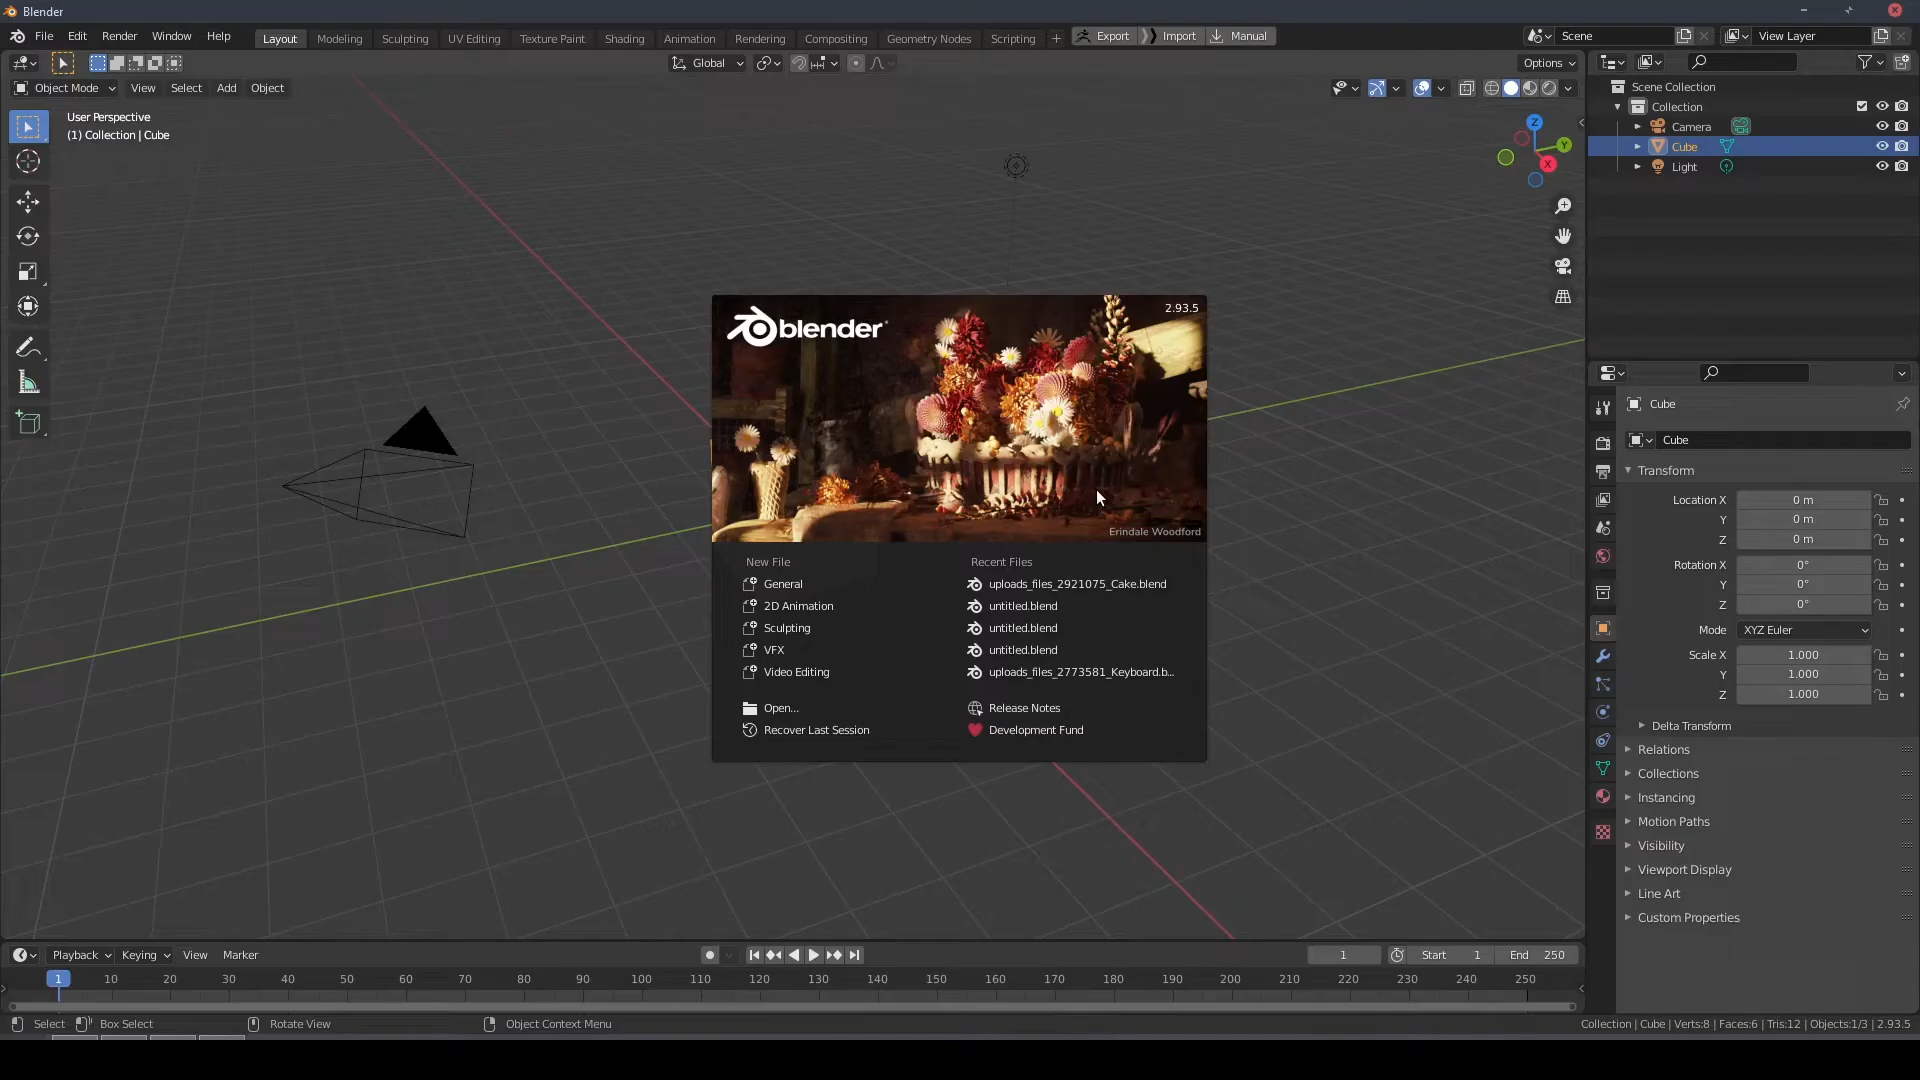 Blender
File Edit Render Window Help Layout Modeling Sculpting UV Editing Texture Paint Shading Animation Rendering Compositing Geometry Nodes Scripting + Export Import Manual Scene View Layer
Global Options
Object Mode View Select Add Object
User Perspective
(1) Collection | Cube
Z
Y
X
Scene Collection
Collection
Camera
Cube
Light
blender
2.93.5
Erindale Woodford
New File
General
2D Animation
Sculpting
VFX
Video Editing
Open...
Recover Last Session
Recent Files
uploads_files_2921075_Cake.blend
untitled.blend
untitled.blend
untitled.blend
uploads_files_2773581_Keyboard.b...
Release Notes
Development Fund
Cube
Cube
Transform
Location X 0 m
Y 0 m
Z 0 m
Rotation X 0°
Y 0°
Z 0°
Mode XYZ Euler
Scale X 1.000
Y 1.000
Z 1.000
Delta Transform
Relations
Collections
Instancing
Motion Paths
Visibility
Viewport Display
Line Art
Custom Properties
Playback Keying View Marker 1 Start 1 End 250
1 10 20 30 40 50 60 70 80 90 100 110 120 130 140 150 160 170 180 190 200 210 220 230 240 250
Select Box Select Rotate View Object Context Menu Collection | Cube | Verts:8 | Faces:6 | Tris:12 | Objects:1/3 | 2.93.5